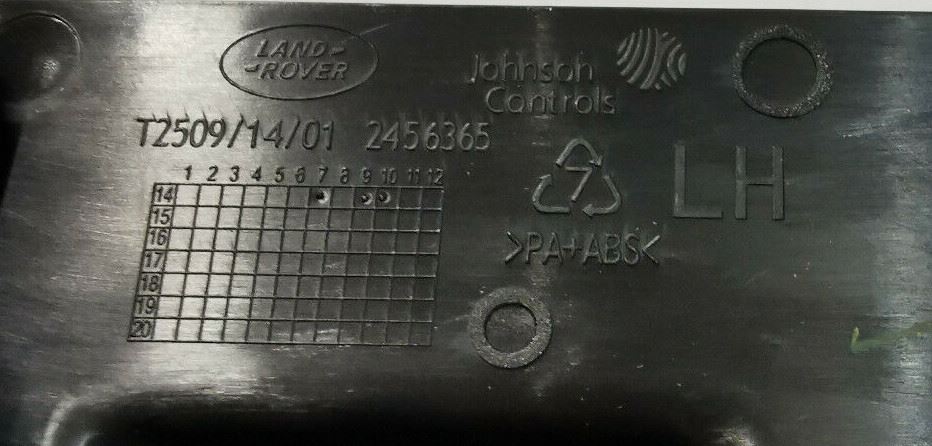 LAND-
-ROVER
Johnson
Controls
T2509/14/01 2456365
7
LH
>PA+ABS<
1 2 3 4 5 6 7 8 9 10 11 12
14
15
16
17
18
19
20